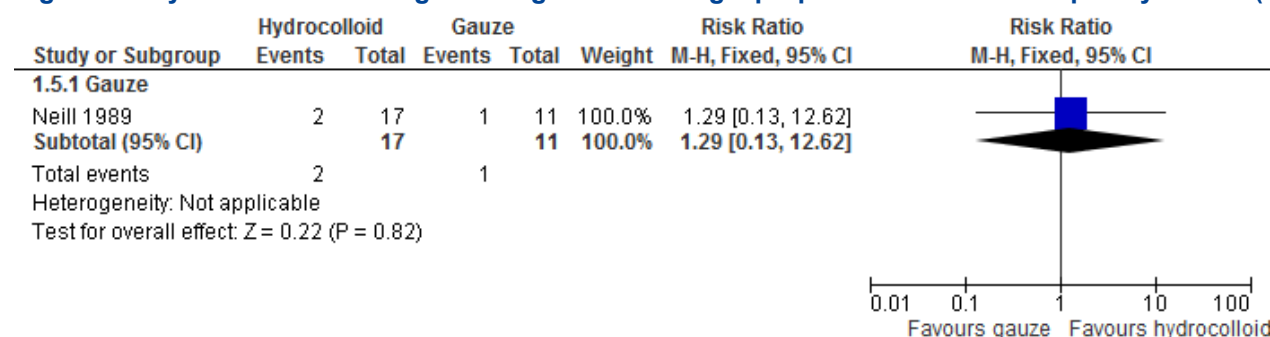 Hydrocolloid Gauze Risk Ratio Risk Ratio
Study or Subgroup Events Total Events Total Weight M-H, Fixed, 95% CI M-H, Fixed, 95% CI
1.5.1 Gauze
Neill 1989 2 17 1 11 100.0% 1.29 [0.13, 12.62]
Subtotal (95% CI) 17 11 100.0% 1.29 [0.13, 12.62]
Total events 2 1
Heterogeneity: Not applicable
Test for overall effect: Z = 0.22 (P = 0.82)
0.01 0.1 1 10 100
Favours gauze Favours hydrocolloid